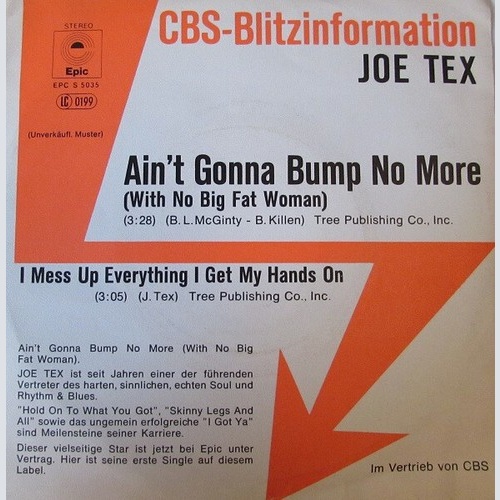 CBS-Blitzinformation
JOE TEX
STEREO
Epic
EPC S 5035
LC 0199
(Unverkäufl. Muster)
Ain't Gonna Bump No More
(With No Big Fat Woman)
(3:28) (B.L.McGinty - B.Killen) Tree Publishing Co., Inc.
I Mess Up Everything I Get My Hands On
(3:05) (J.Tex) Tree Publishing Co., Inc.
Ain't Gonna Bump No More (With No Big
Fat Woman).
JOE TEX ist seit Jahren einer der führenden
Vertreter des harten, sinnlichen, echten Soul und
Rhythm & Blues.
"Hold On To What You Got", "Skinny Legs And
All" sowie das ungemein erfolgreiche "I Got Ya"
sind Meilensteine seiner Karriere.
Dieser vielseitige Star ist jetzt bei Epic unter
Vertrag. Hier ist seine erste Single auf diesem
Label.
Im Vertrieb von CBS